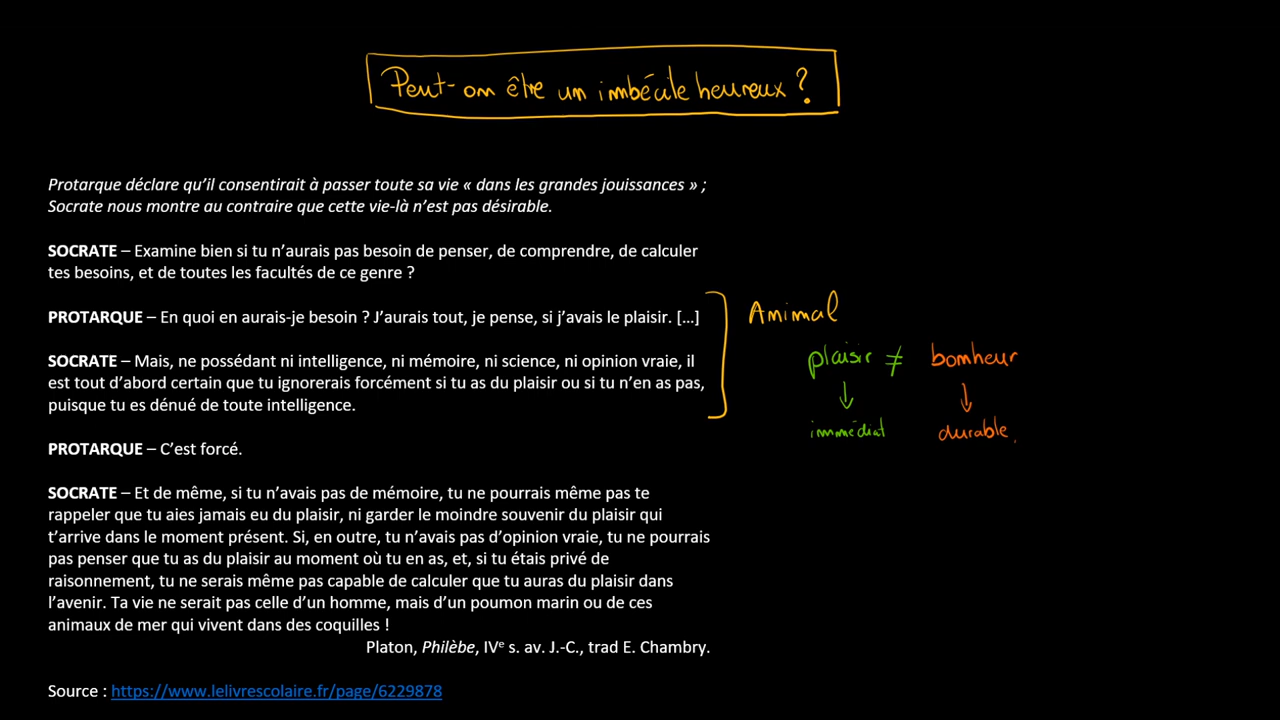 Peut-on être un imbécile heureux ?
Protarque déclare qu'il consentirait à passer toute sa vie « dans les grandes jouissances » ;
Socrate nous montre au contraire que cette vie-là n'est pas désirable.
SOCRATE – Examine bien si tu n'aurais pas besoin de penser, de comprendre, de calculer
tes besoins, et de toutes les facultés de ce genre ?
PROTARQUE – En quoi en aurais-je besoin ? J'aurais tout, je pense, si j'avais le plaisir. […]
SOCRATE – Mais, ne possédant ni intelligence, ni mémoire, ni science, ni opinion vraie, il
est tout d'abord certain que tu ignorerais forcément si tu as du plaisir ou si tu n'en as pas,
puisque tu es dénué de toute intelligence.
Animal
plaisir ≠ bonheur
↓ ↓
immédiat durable.
PROTARQUE – C'est forcé.
SOCRATE – Et de même, si tu n'avais pas de mémoire, tu ne pourrais même pas te
rappeler que tu aies jamais eu du plaisir, ni garder le moindre souvenir du plaisir qui
t'arrive dans le moment présent. Si, en outre, tu n'avais pas d'opinion vraie, tu ne pourrais
pas penser que tu as du plaisir au moment où tu en as, et, si tu étais privé de
raisonnement, tu ne serais même pas capable de calculer que tu auras du plaisir dans
l'avenir. Ta vie ne serait pas celle d'un homme, mais d'un poumon marin ou de ces
animaux de mer qui vivent dans des coquilles !
Platon, Philèbe, IVe s. av. J.-C., trad E. Chambry.
Source : https://www.lelivrescolaire.fr/page/6229878